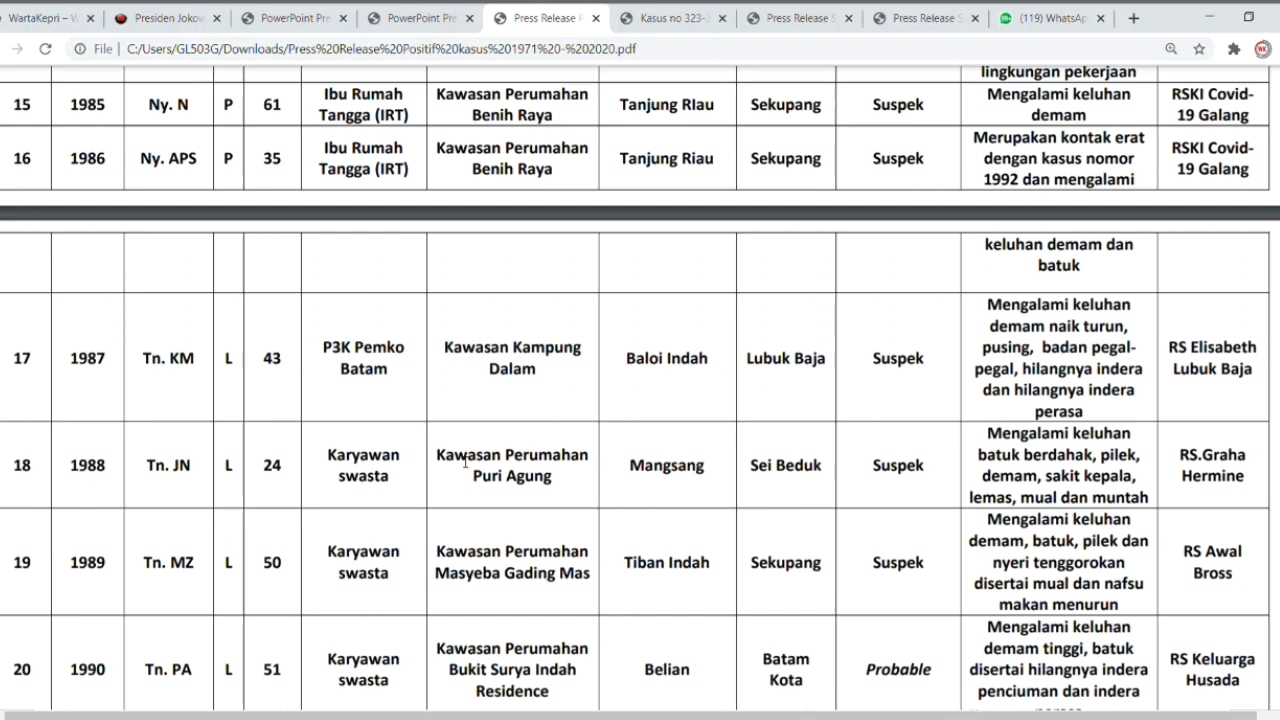 WartaKepri – V
Presiden Jokow
PowerPoint Pre
PowerPoint Pre
Press Release P
Kasus no 323-
Press Release S
Press Release S
(119) WhatsAp
File
C:/Users/GL503G/Downloads/Press%20Release%20Positif%20kasus%201971%20-%202020.pdf
lingkungan pekerjaan
15 1985 Ny. N P 61
Ibu Rumah
Tangga (IRT)
Kawasan Perumahan
Benih Raya
Tanjung RIau Sekupang Suspek
Mengalami keluhan
demam
RSKI Covid-
19 Galang
16 1986 Ny. APS P 35
Ibu Rumah
Tangga (IRT)
Kawasan Perumahan
Benih Raya
Tanjung Riau Sekupang Suspek
Merupakan kontak erat
dengan kasus nomor
1992 dan mengalami
RSKI Covid-
19 Galang
keluhan demam dan
batuk
17 1987 Tn. KM L 43
P3K Pemko
Batam
Kawasan Kampung
Dalam
Baloi Indah Lubuk Baja Suspek
Mengalami keluhan
demam naik turun,
pusing, badan pegal-
pegal, hilangnya indera
dan hilangnya indera
perasa
RS Elisabeth
Lubuk Baja
18 1988 Tn. JN L 24
Karyawan
swasta
Kawasan Perumahan
Puri Agung
Mangsang Sei Beduk Suspek
Mengalami keluhan
batuk berdahak, pilek,
demam, sakit kepala,
lemas, mual dan muntah
RS.Graha
Hermine
19 1989 Tn. MZ L 50
Karyawan
swasta
Kawasan Perumahan
Masyeba Gading Mas
Tiban Indah Sekupang Suspek
Mengalami keluhan
demam, batuk, pilek dan
nyeri tenggorokan
disertai mual dan nafsu
makan menurun
RS Awal
Bross
20 1990 Tn. PA L 51
Karyawan
swasta
Kawasan Perumahan
Bukit Surya Indah
Residence
Belian
Batam
Kota
Probable
Mengalami keluhan
demam tinggi, batuk
disertai hilangnya indera
penciuman dan indera
RS Keluarga
Husada